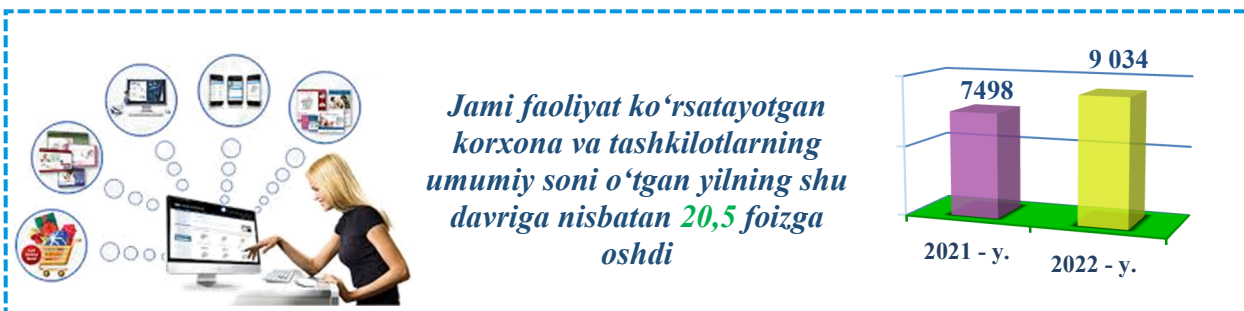 Jami faoliyat ko‘rsatayotgan
korxona va tashkilotlarning
umumiy soni o‘tgan yilning shu
davriga nisbatan 20,5 foizga
oshdi
9 034
7498
2021 - y.
2022 - y.